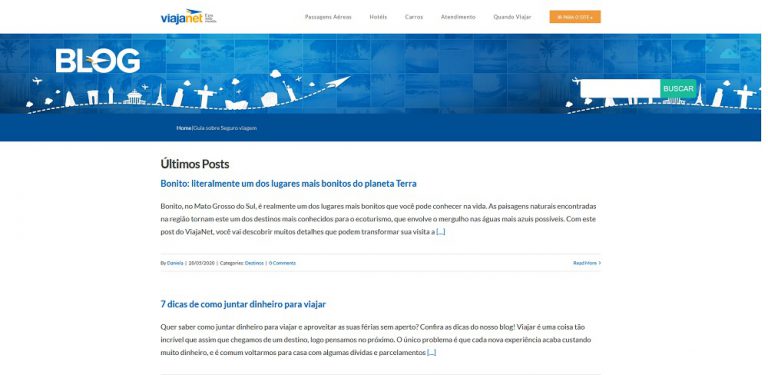 viajanet
Passagens Aéreas Hotéis Carros Atendimento Quando Viajar IR PARA O SITE »
BLOG
BUSCAR
Home|Guia sobre Seguro viagem
Últimos Posts
Bonito: literalmente um dos lugares mais bonitos do planeta Terra
Bonito, no Mato Grosso do Sul, é realmente um dos lugares mais bonitos que você pode conhecer na vida. As paisagens naturais encontradas
na região tornam este um dos destinos mais conhecidos para o ecoturismo, que envolve o mergulho nas águas mais azuis possíveis. Com este
post do ViajaNet, você vai descobrir muitos detalhes que podem transformar sua visita a [...]
By Daniela | 28/05/2020 | Categories: Destinos | 0 Comments Read More >
7 dicas de como juntar dinheiro para viajar
Quer saber como juntar dinheiro para viajar e aproveitar as suas férias sem aperto? Confira as dicas do nosso blog! Viajar é uma coisa tão
incrível que assim que chegamos de um destino, logo pensamos no próximo. O único problema é que cada nova experiência acaba custando
muito dinheiro, e é comum voltarmos para casa com algumas dívidas e parcelamentos [...]